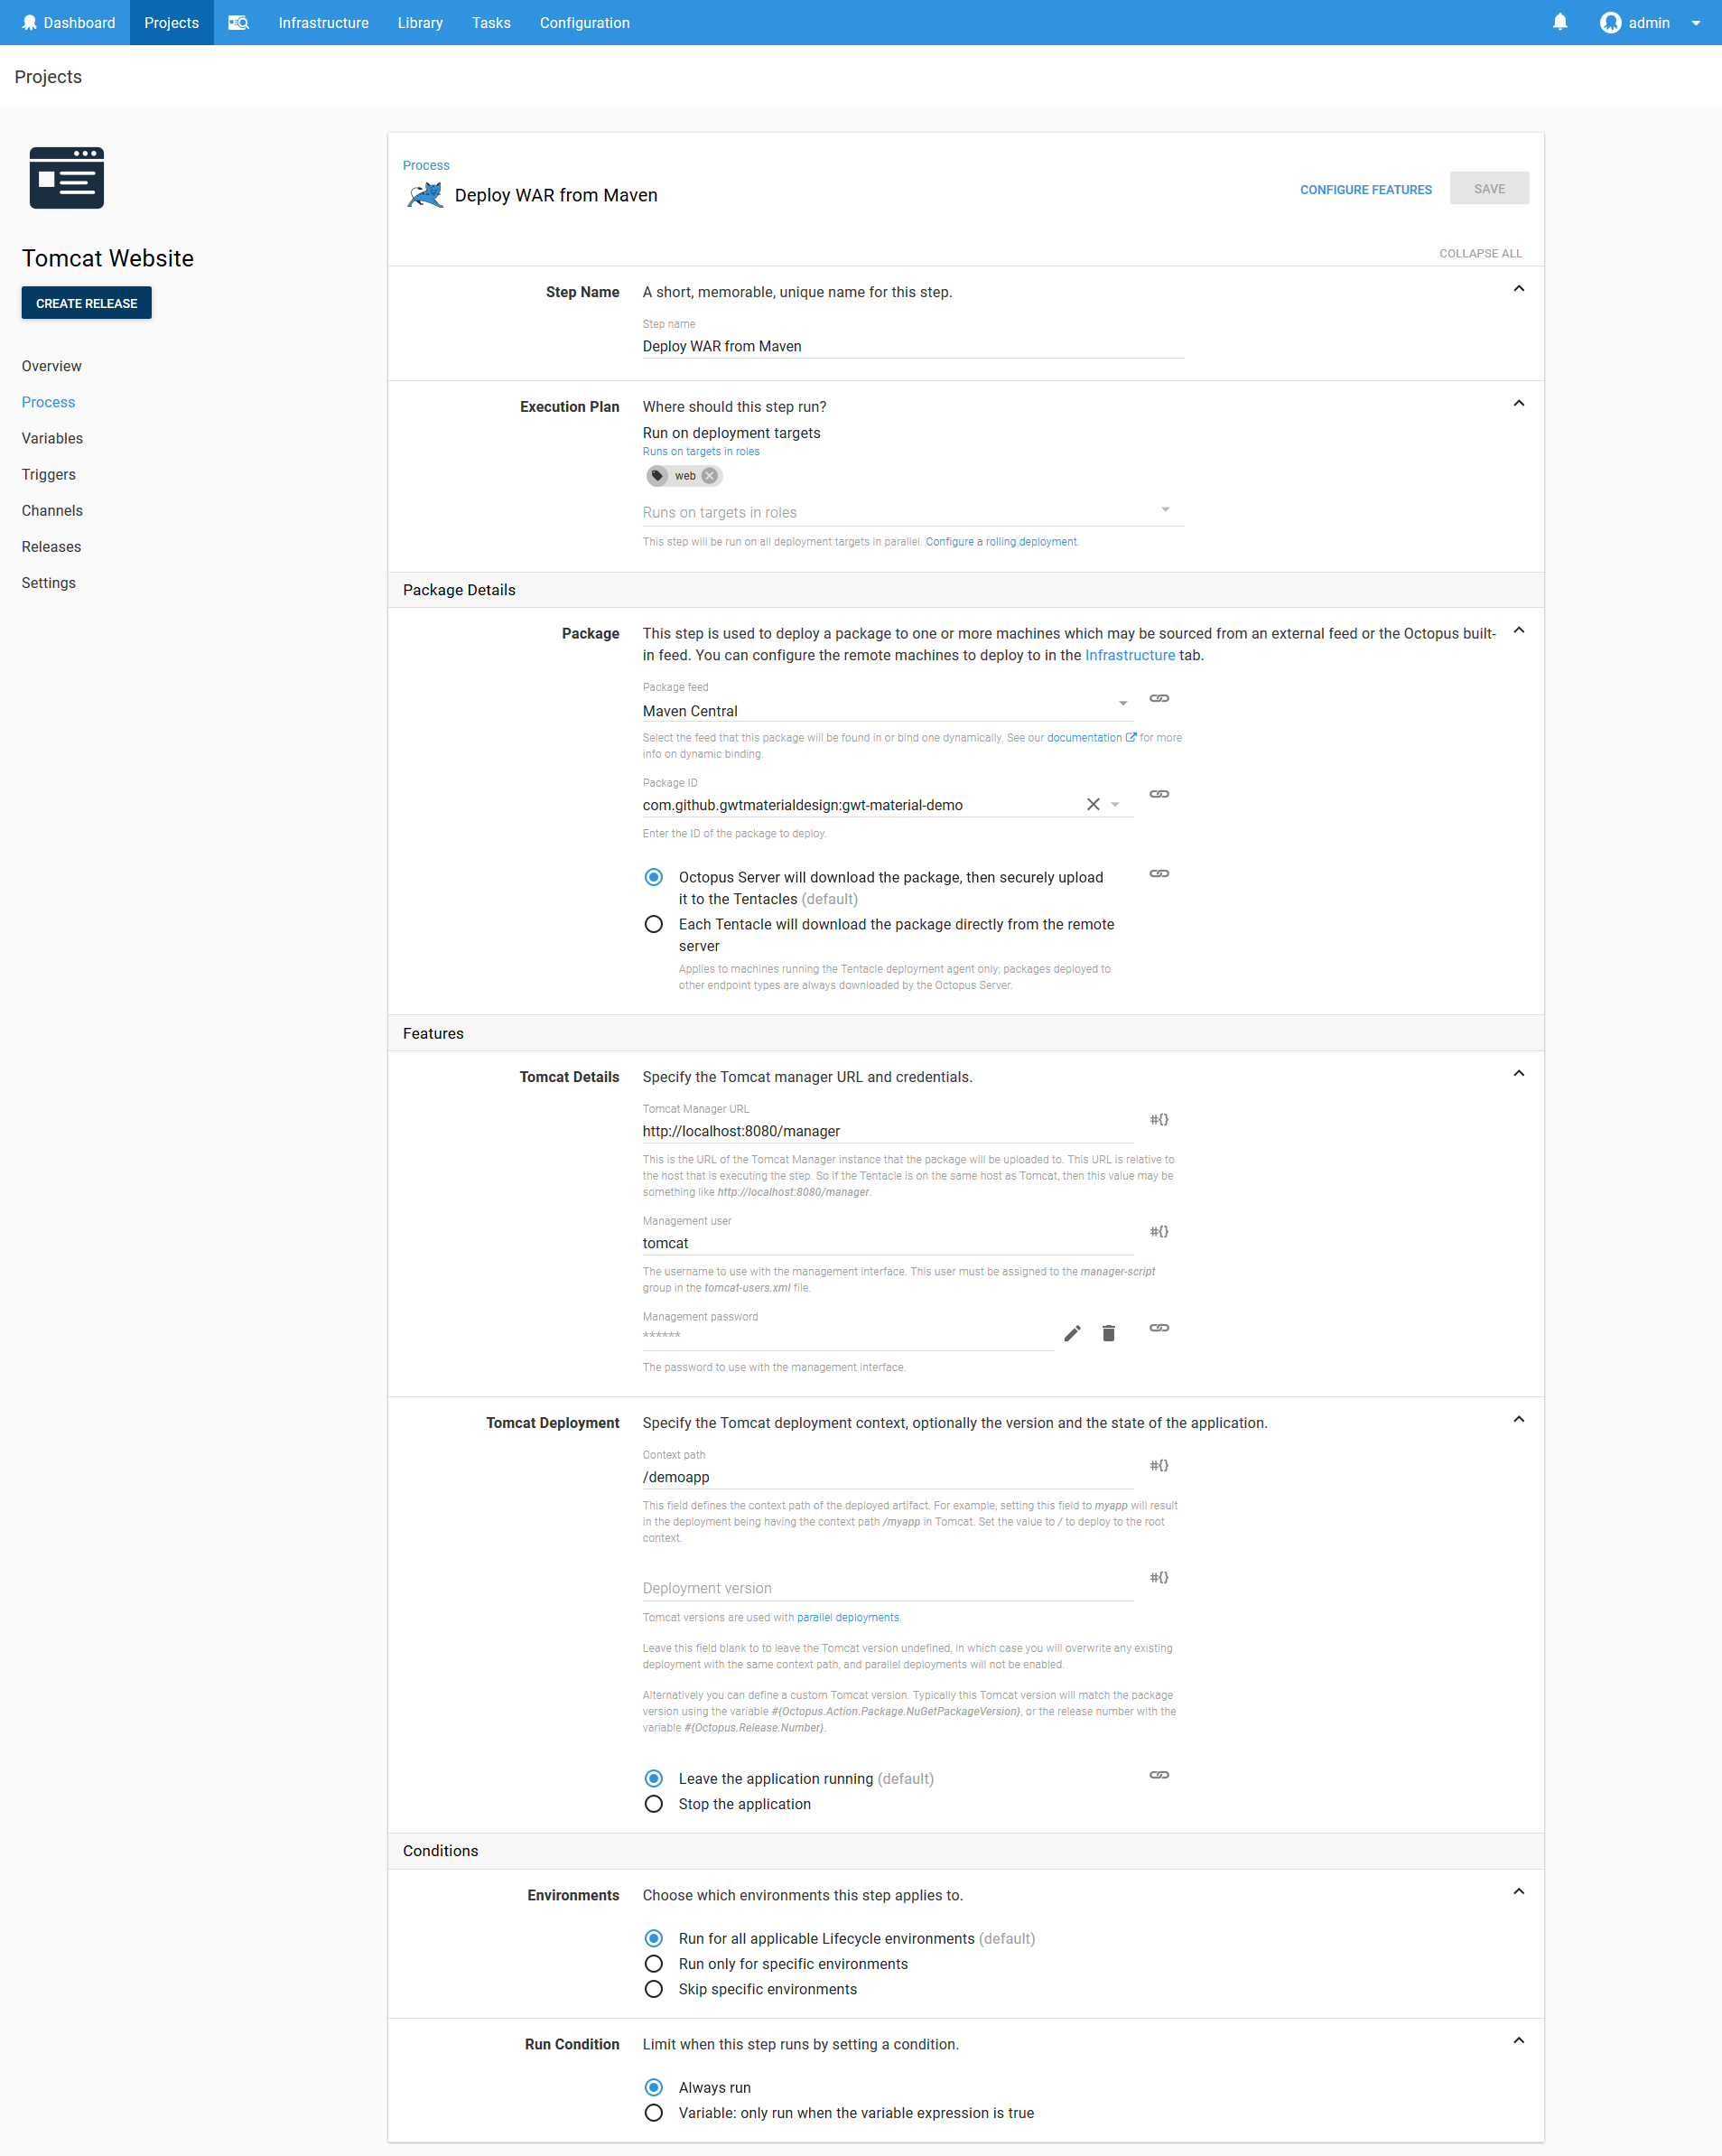 Dashboard
Projects
Infrastructure
Library
Tasks
Configuration
admin
Projects
Tomcat Website
CREATE RELEASE
Overview
Process
Variables
Triggers
Channels
Releases
Settings
Process
Deploy WAR from Maven
CONFIGURE FEATURES
SAVE
COLLAPSE ALL
Step Name
A short, memorable, unique name for this step.
Step name
Deploy WAR from Maven
Execution Plan
Where should this step run?
Run on deployment targets
Runs on targets in roles
web
Runs on targets in roles
This step will be run on all deployment targets in parallel. Configure a rolling deployment.
Package Details
Package
This step is used to deploy a package to one or more machines which may be sourced from an external feed or the Octopus built-
in feed. You can configure the remote machines to deploy to in the Infrastructure tab.
Package feed
Maven Central
Select the feed that this package will be found in or bind one dynamically. See our documentation for more
info on dynamic binding.
Package ID
com.github.gwtmaterialdesign:gwt-material-demo
Enter the ID of the package to deploy.
Octopus Server will download the package, then securely upload
it to the Tentacles (default)
Each Tentacle will download the package directly from the remote
server
Applies to machines running the Tentacle deployment agent only; packages deployed to
other endpoint types are always downloaded by the Octopus Server.
Features
Tomcat Details
Specify the Tomcat manager URL and credentials.
Tomcat Manager URL
http://localhost:8080/manager
#{}
This is the URL of the Tomcat Manager instance that the package will be uploaded to. This URL is relative to
the host that is executing the step. So if the Tentacle is on the same host as Tomcat, then this value may be
something like http://localhost:8080/manager.
Management user
tomcat
#{}
The username to use with the management interface. This user must be assigned to the manager-script
group in the tomcat-users.xml file.
Management password
******
The password to use with the management interface.
Tomcat Deployment
Specify the Tomcat deployment context, optionally the version and the state of the application.
Context path
/demoapp
#{}
This field defines the context path of the deployed artifact. For example, setting this field to myapp will result
in the deployment being having the context path /myapp in Tomcat. Set the value to / to deploy to the root
context.
Deployment version
#{}
Tomcat versions are used with parallel deployments.
Leave this field blank to to leave the Tomcat version undefined, in which case you will overwrite any existing
deployment with the same context path, and parallel deployments will not be enabled.
Alternatively you can define a custom Tomcat version. Typically this Tomcat version will match the package
version using the variable #{Octopus.Action.Package.NuGetPackageVersion}, or the release number with the
variable #{Octopus.Release.Number}.
Leave the application running (default)
Stop the application
Conditions
Environments
Choose which environments this step applies to.
Run for all applicable Lifecycle environments (default)
Run only for specific environments
Skip specific environments
Run Condition
Limit when this step runs by setting a condition.
Always run
Variable: only run when the variable expression is true